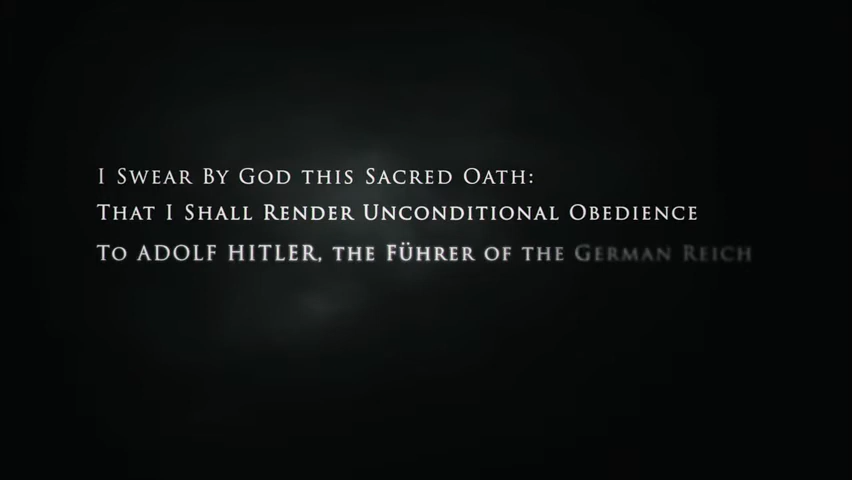 I Swear By God this Sacred Oath:
That I Shall Render Unconditional Obedience
To ADOLF HITLER, the Führer of the German Reich